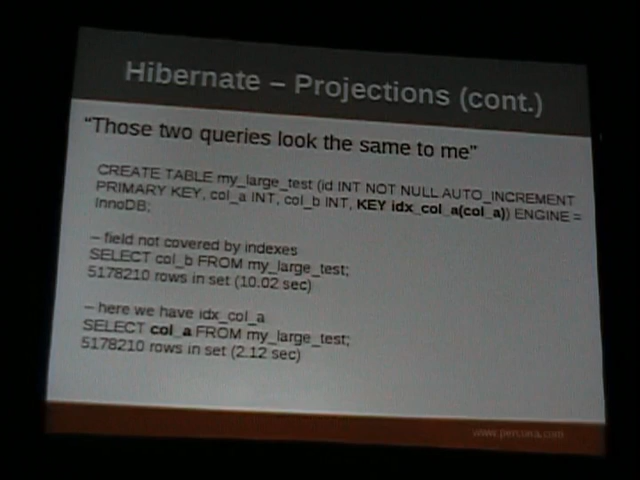 Hibernate – Projections (cont.)
“Those two queries look the same to me”
CREATE TABLE my_large_test (id INT NOT NULL AUTO_INCREMENT
PRIMARY KEY, col_a INT, col_b INT, KEY idx_col_a(col_a)) ENGINE =
InnoDB;
– field not covered by indexes
SELECT col_b FROM my_large_test;
5178210 rows in set (10.02 sec)
– here we have idx_col_a
SELECT col_a FROM my_large_test;
5178210 rows in set (2.12 sec)
www.percona.com